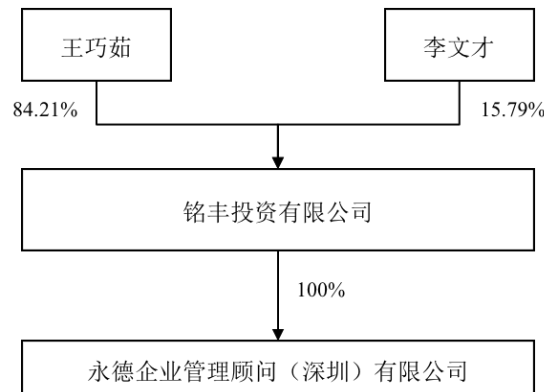 王巧茹
李文才
84.21%
15.79%
铭丰投资有限公司
100%
永德企业管理顾问（深圳）有限公司